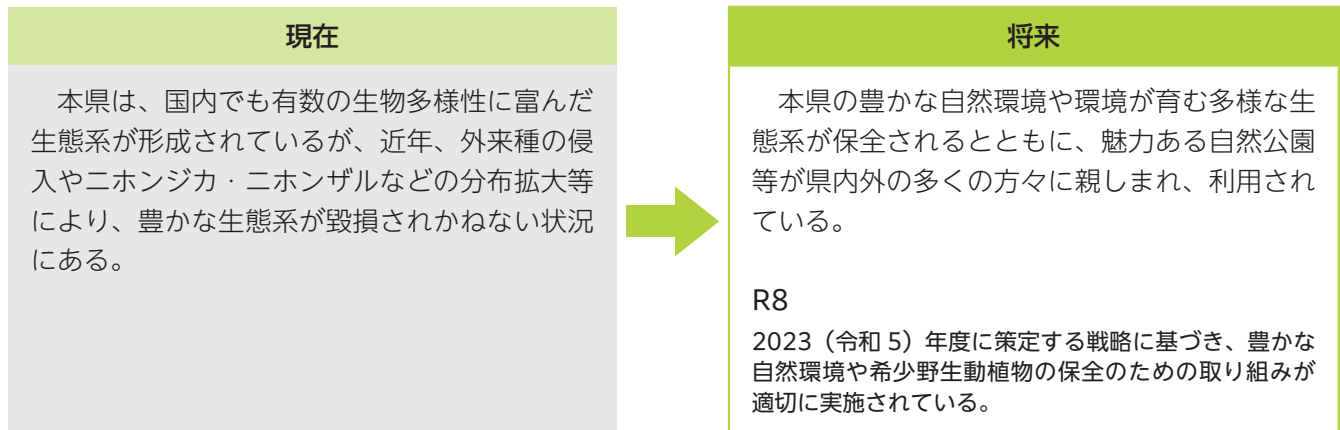 現在
本県は、国内でも有数の生物多様性に富んだ
生態系が形成されているが、近年、外来種の侵
入やニホンジカ・ニホンザルなどの分布拡大等
により、豊かな生態系が毀損されかねない状況
にある。
将来
本県の豊かな自然環境や環境が育む多様な生
態系が保全されるとともに、魅力ある自然公園
等が県内外の多くの方々に親しまれ、利用され
ている。
R8
2023（令和 5）年度に策定する戦略に基づき、豊かな
自然環境や希少野生動植物の保全のための取り組みが
適切に実施されている。